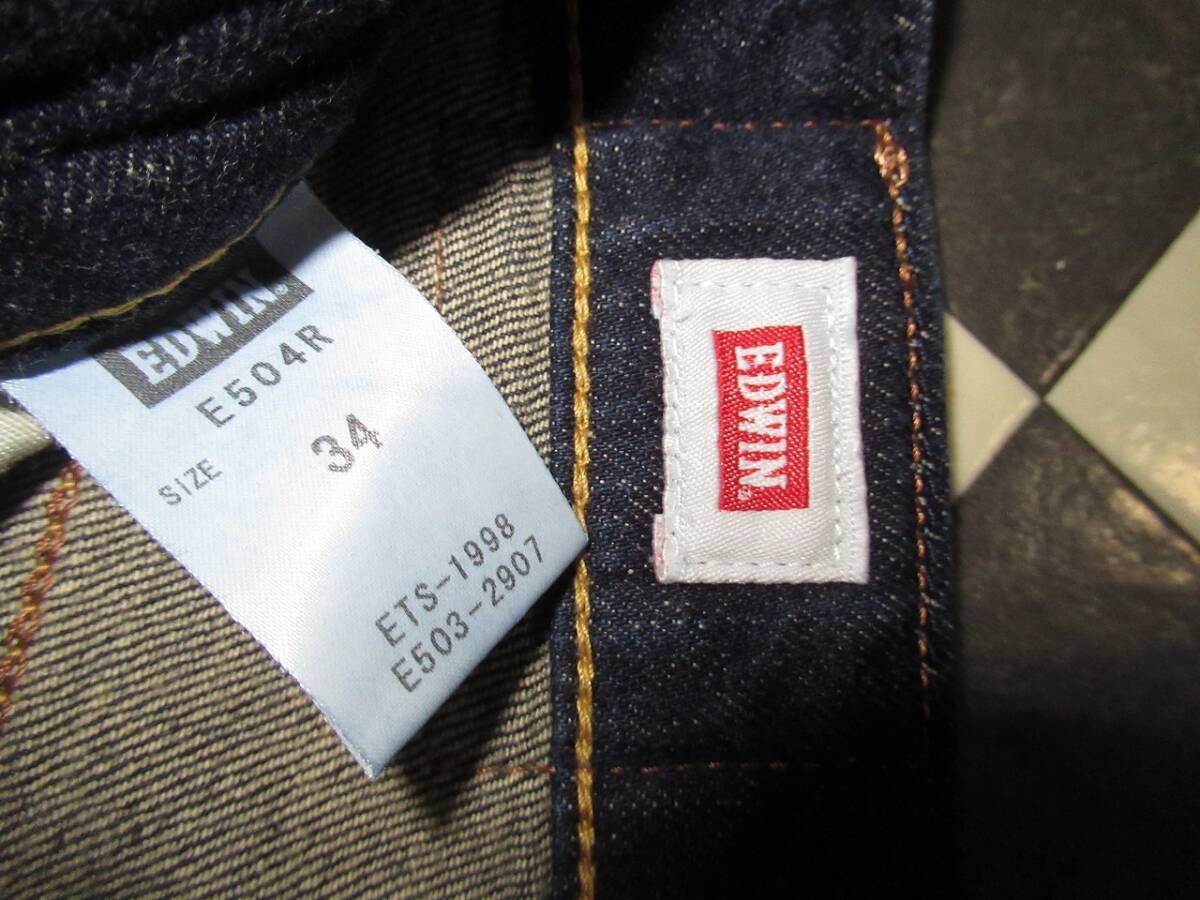 EDWIN®
E504R
SIZE 34
ETS-1998
E503-2907
EDWIN®